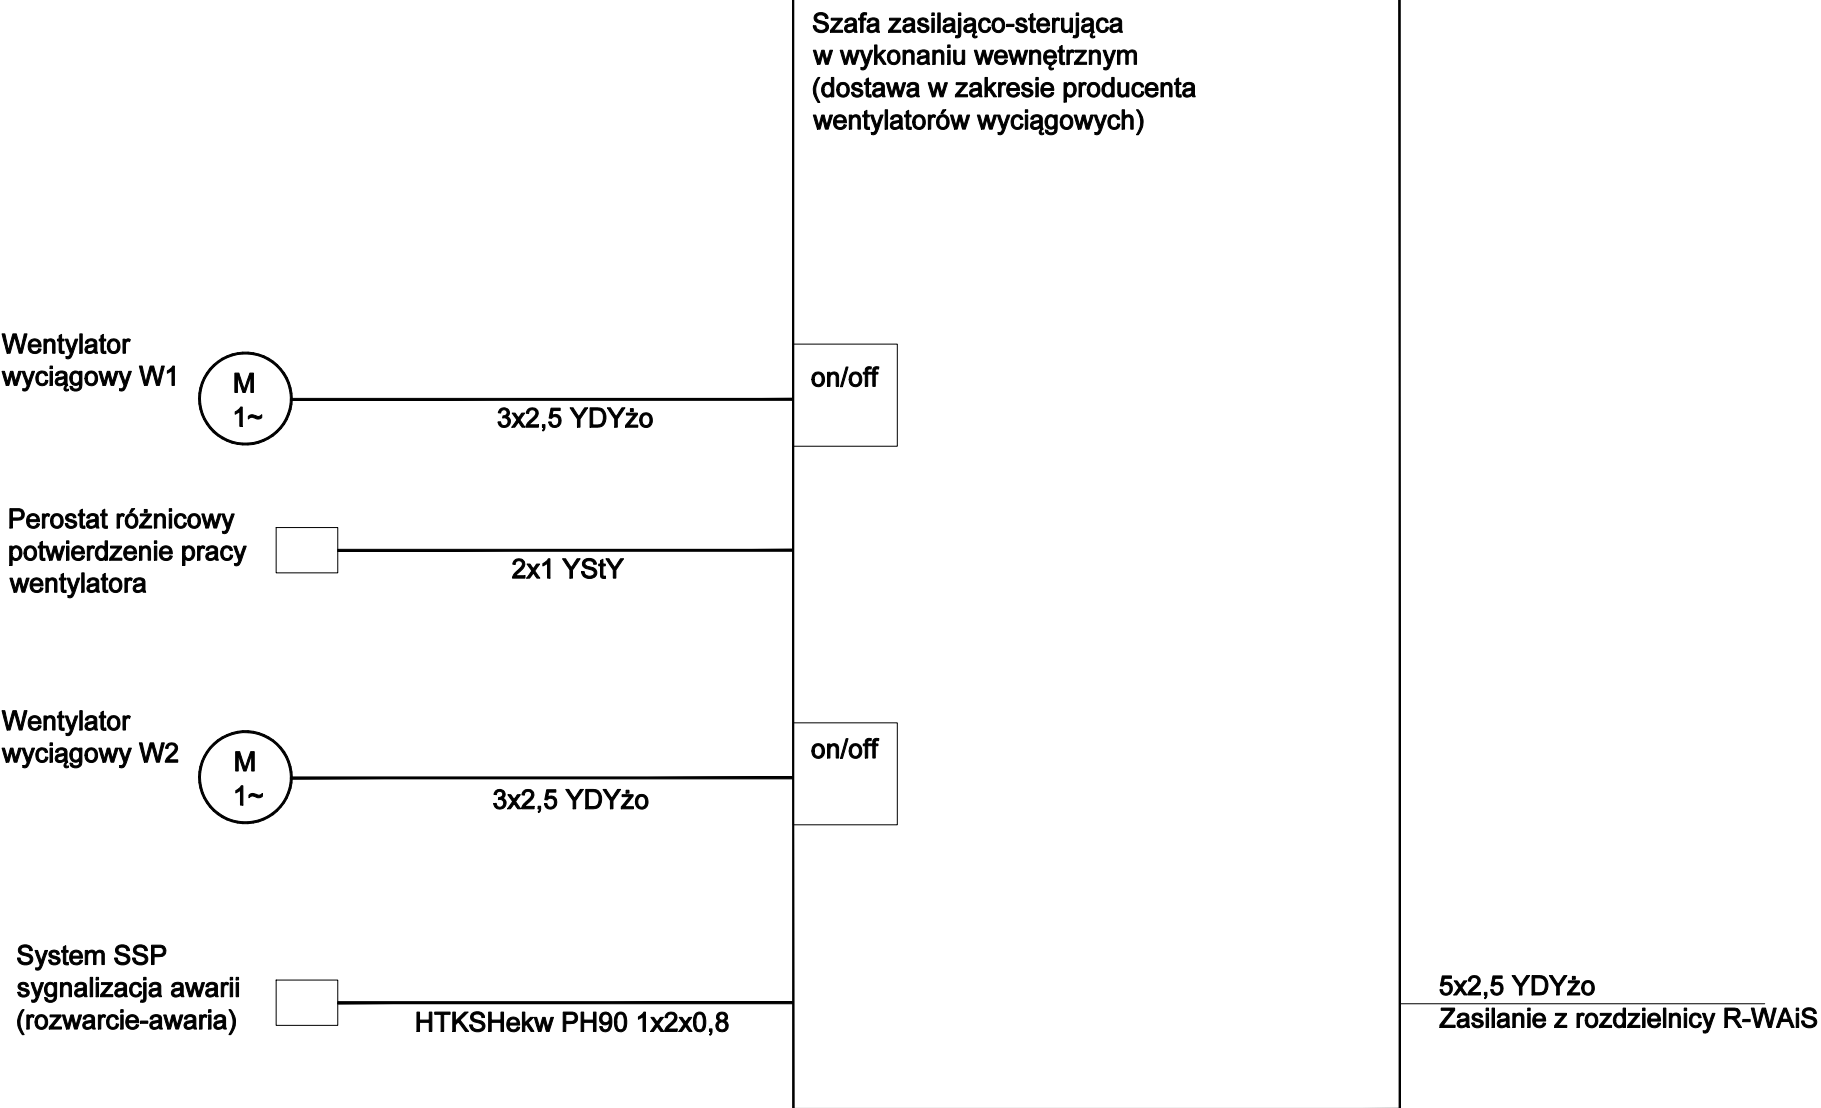 Szafa zasilająco-sterująca
w wykonaniu wewnętrznym
(dostawa w zakresie producenta
wentylatorów wyciągowych)
Wentylator
wyciągowy W1
M
1~
3x2,5 YDYżo
on/off
Perostat różnicowy
potwierdzenie pracy
wentylatora
2x1 YStY
Wentylator
wyciągowy W2
M
1~
3x2,5 YDYżo
on/off
System SSP
sygnalizacja awarii
(rozwarcie-awaria)
HTKSHekw PH90 1x2x0,8
5x2,5 YDYżo
Zasilanie z rozdzielnicy R-WAiS